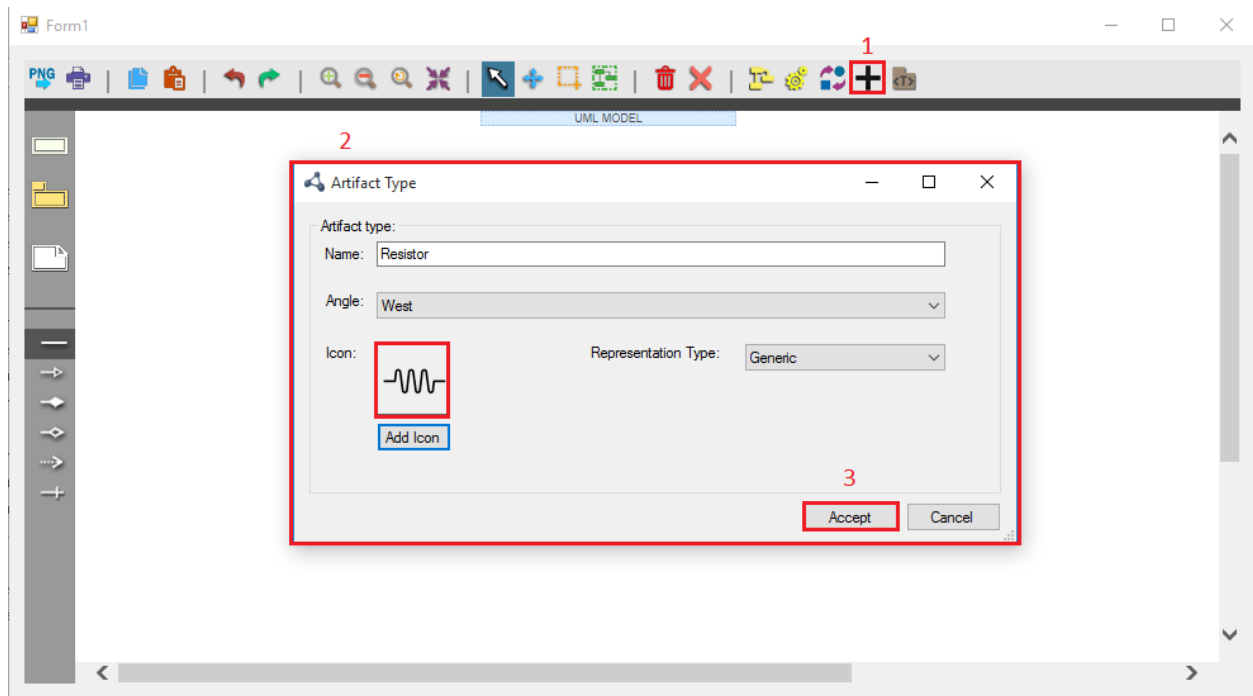 Form1
1
PNG
<T>
UML MODEL
2
Artifact Type
Artifact type:
Name: Resistor
Angle: West
Icon: Representation Type: Generic
Add Icon
3
Accept Cancel